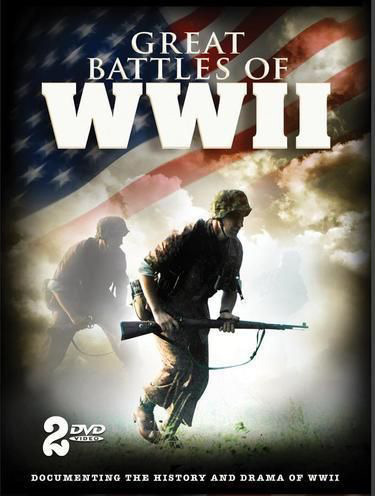 GREAT
BATTLES OF
WWII
2 DVD
VIDEO
DOCUMENTING THE HISTORY AND DRAMA OF WWII